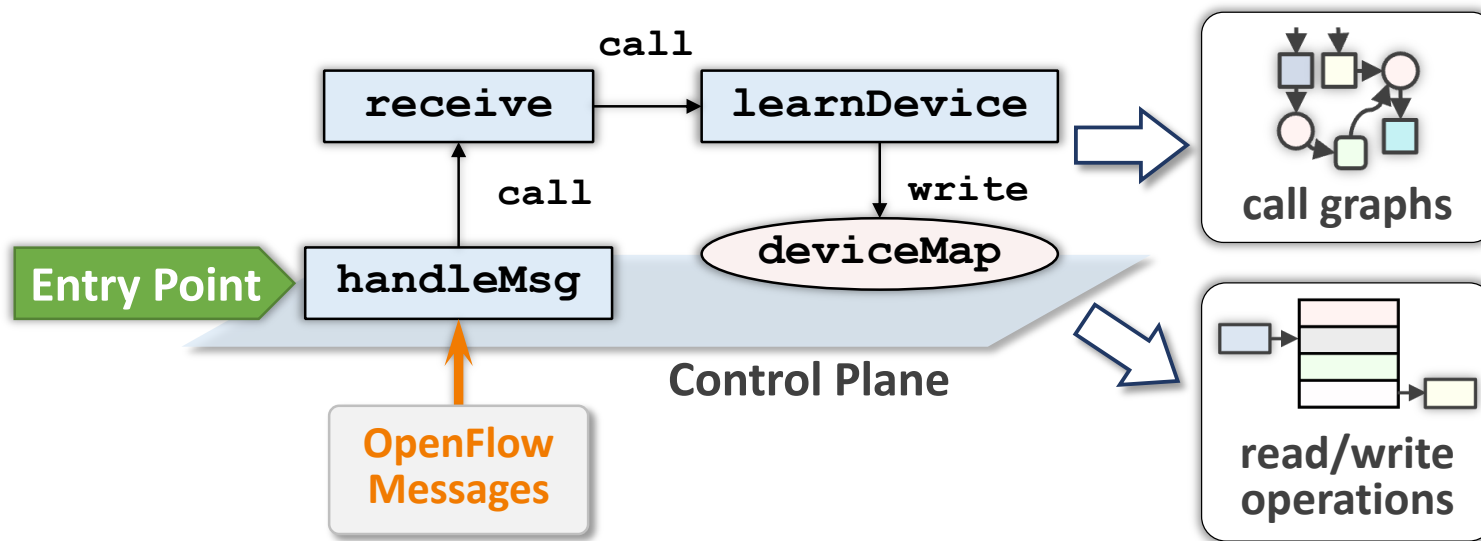 call
receive
learnDevice
call
write
deviceMap
Entry Point
handleMsg
Control Plane
OpenFlow
Messages
call graphs
read/write
operations